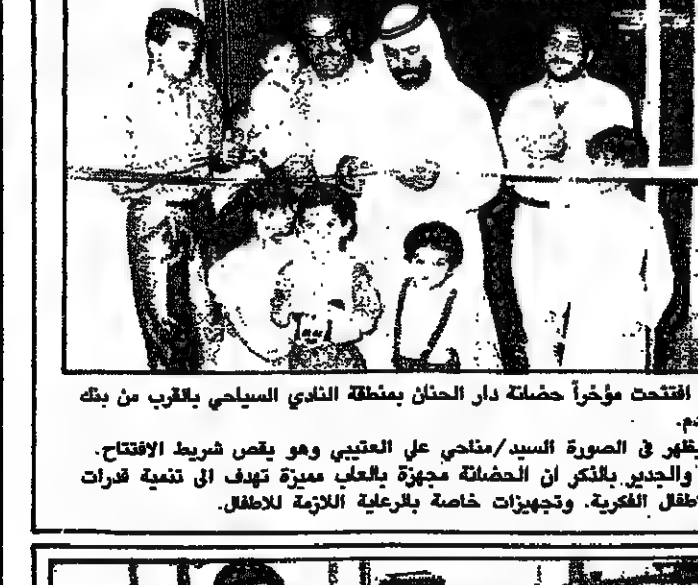 افتتحت مؤخراً حضانة دار الحنان بمنطقة النادي السياحي بالقرب من بنك
دم.
يظهر في الصورة السيد/مناحي علي العتيبي وهو يقص شريط الافتتاح.
والجدير بالذكر ان الحضانة مجهزة بالعاب مميزة تهدف الى تنمية قدرات
طفال الفكرية، وتجهيزات خاصة بالرعاية اللازمة للاطفال.